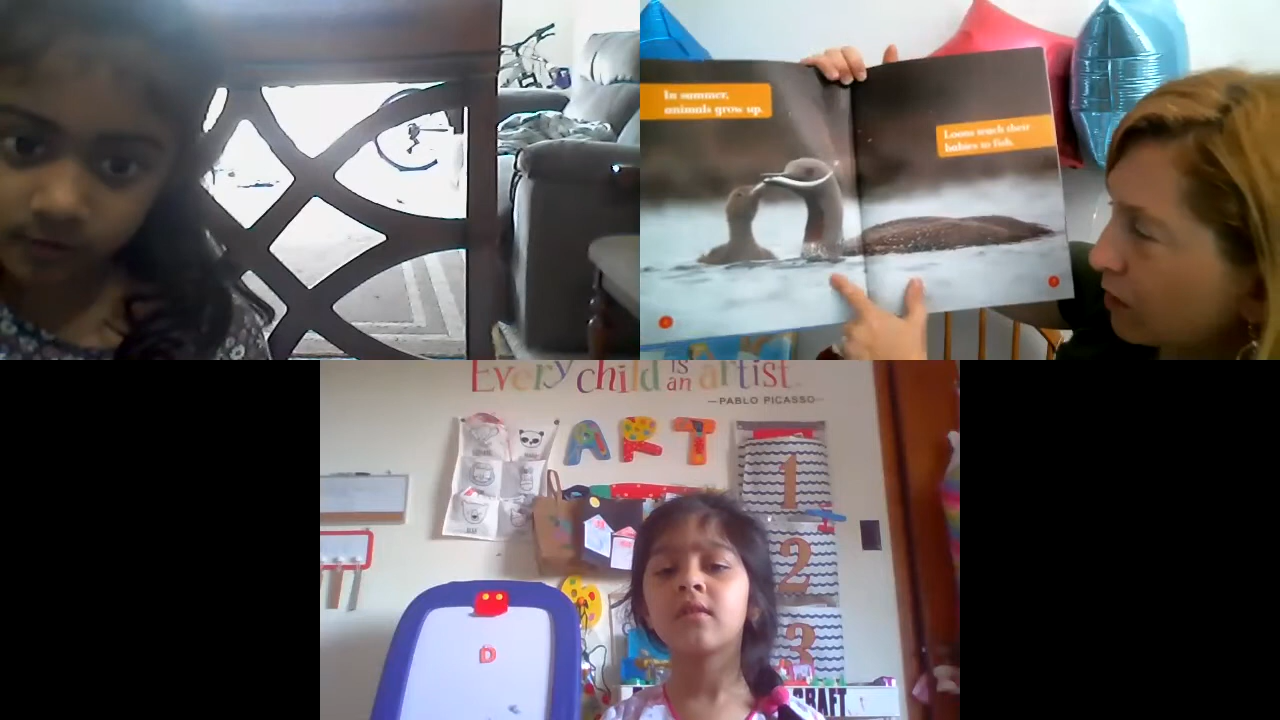 In summer,
animals grow up.
Loons teach their
babies to fish.
Every child is an artist.
—PABLO PICASSO—
ART
1
2
3
D
CRAFT